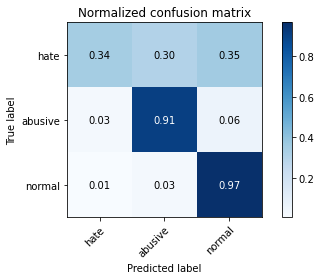 Normalized confusion matrix
hate 0.34 0.30 0.35
abusive 0.03 0.91 0.06
normal 0.01 0.03 0.97
hate abusive normal
True label
Predicted label
0.8
0.6
0.4
0.2